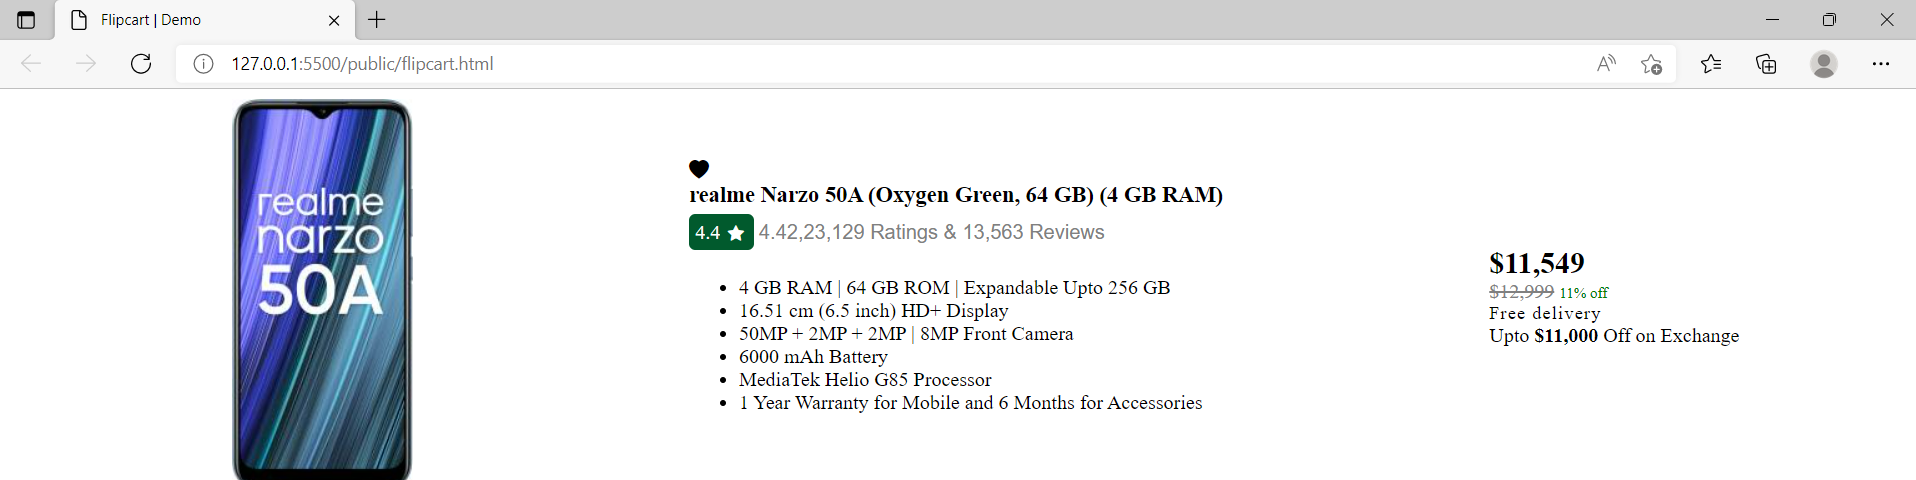 Flipcart | Demo
127.0.0.1:5500/public/flipcart.html
realme
narzo
50A
realme Narzo 50A (Oxygen Green, 64 GB) (4 GB RAM)
4.4 ★ 4.42,23,129 Ratings & 13,563 Reviews
• 4 GB RAM | 64 GB ROM | Expandable Upto 256 GB
• 16.51 cm (6.5 inch) HD+ Display
• 50MP + 2MP + 2MP | 8MP Front Camera
• 6000 mAh Battery
• MediaTek Helio G85 Processor
• 1 Year Warranty for Mobile and 6 Months for Accessories
$11,549
$12,999 11% off
Free delivery
Upto $11,000 Off on Exchange